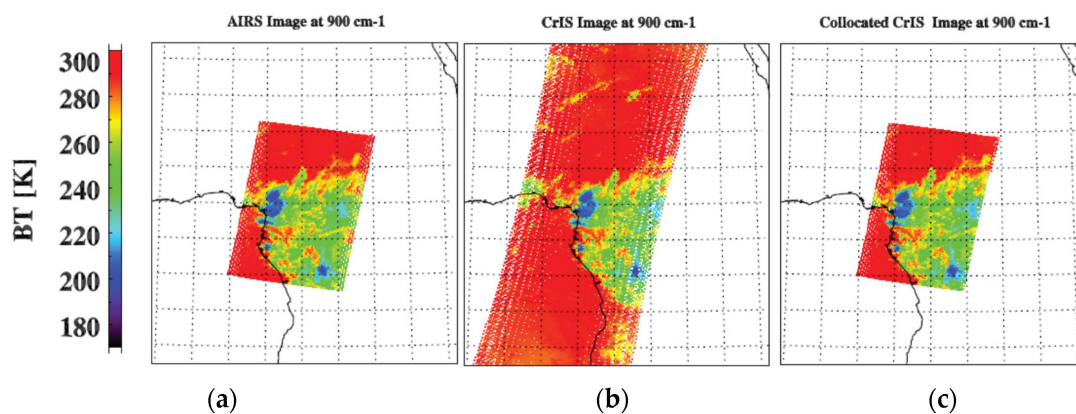 AIRS Image at 900 cm-1
CrIS Image at 900 cm-1
Collocated CrIS Image at 900 cm-1
BT [K]
300
280
260
240
220
200
180
(a)
(b)
(c)